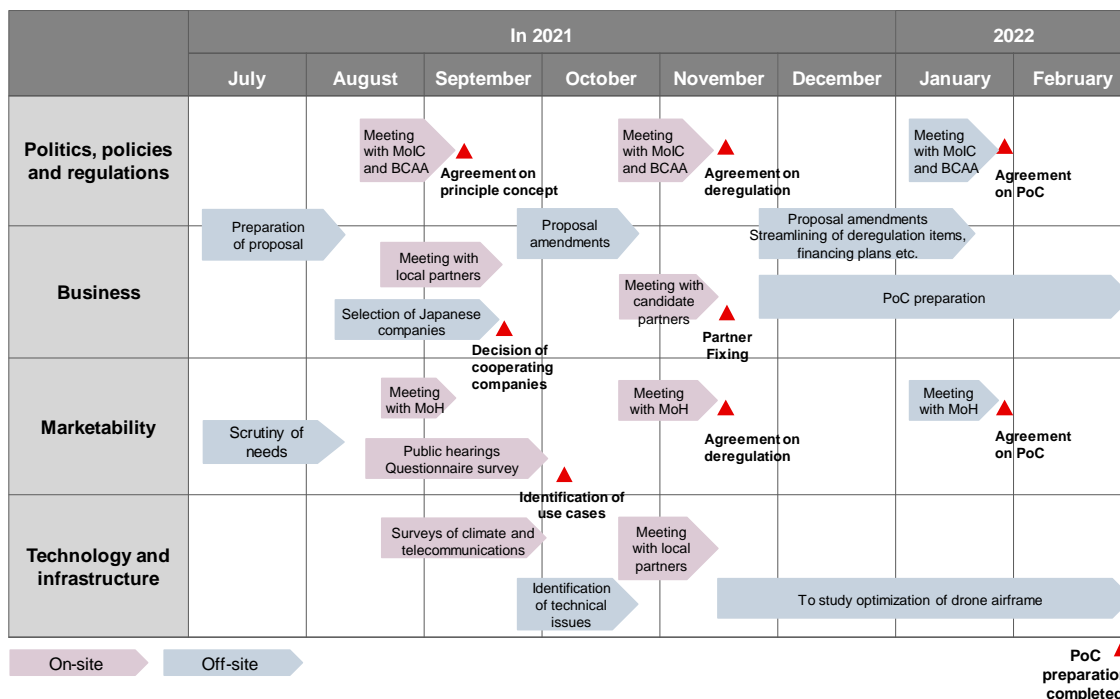 In 2021
2022
July
August
September
October
November
December
January
February
Politics, policies
and regulations
Meeting
with MoIC
and BCAA
Agreement on
principle concept
Meeting
with MoIC
and BCAA
Agreement on
deregulation
Meeting
with MoIC
and BCAA
Agreement
on PoC
Preparation
of proposal
Proposal
amendments
Proposal amendments
Streamlining of deregulation items,
financing plans etc.
Business
Meeting with
local partners
Selection of Japanese
companies
Decision of
cooperating
companies
Meeting with
candidate
partners
Partner
Fixing
PoC preparation
Marketability
Scrutiny of
needs
Meeting
with MoH
Public hearings
Questionnaire survey
Identification of
use cases
Meeting
with MoH
Agreement on
deregulation
Meeting
with MoH
Agreement
on PoC
Technology and
infrastructure
Surveys of climate and
telecommunications
Identification
of technical
issues
Meeting
with local
partners
To study optimization of drone airframe
On-site
Off-site
PoC
preparation
completed